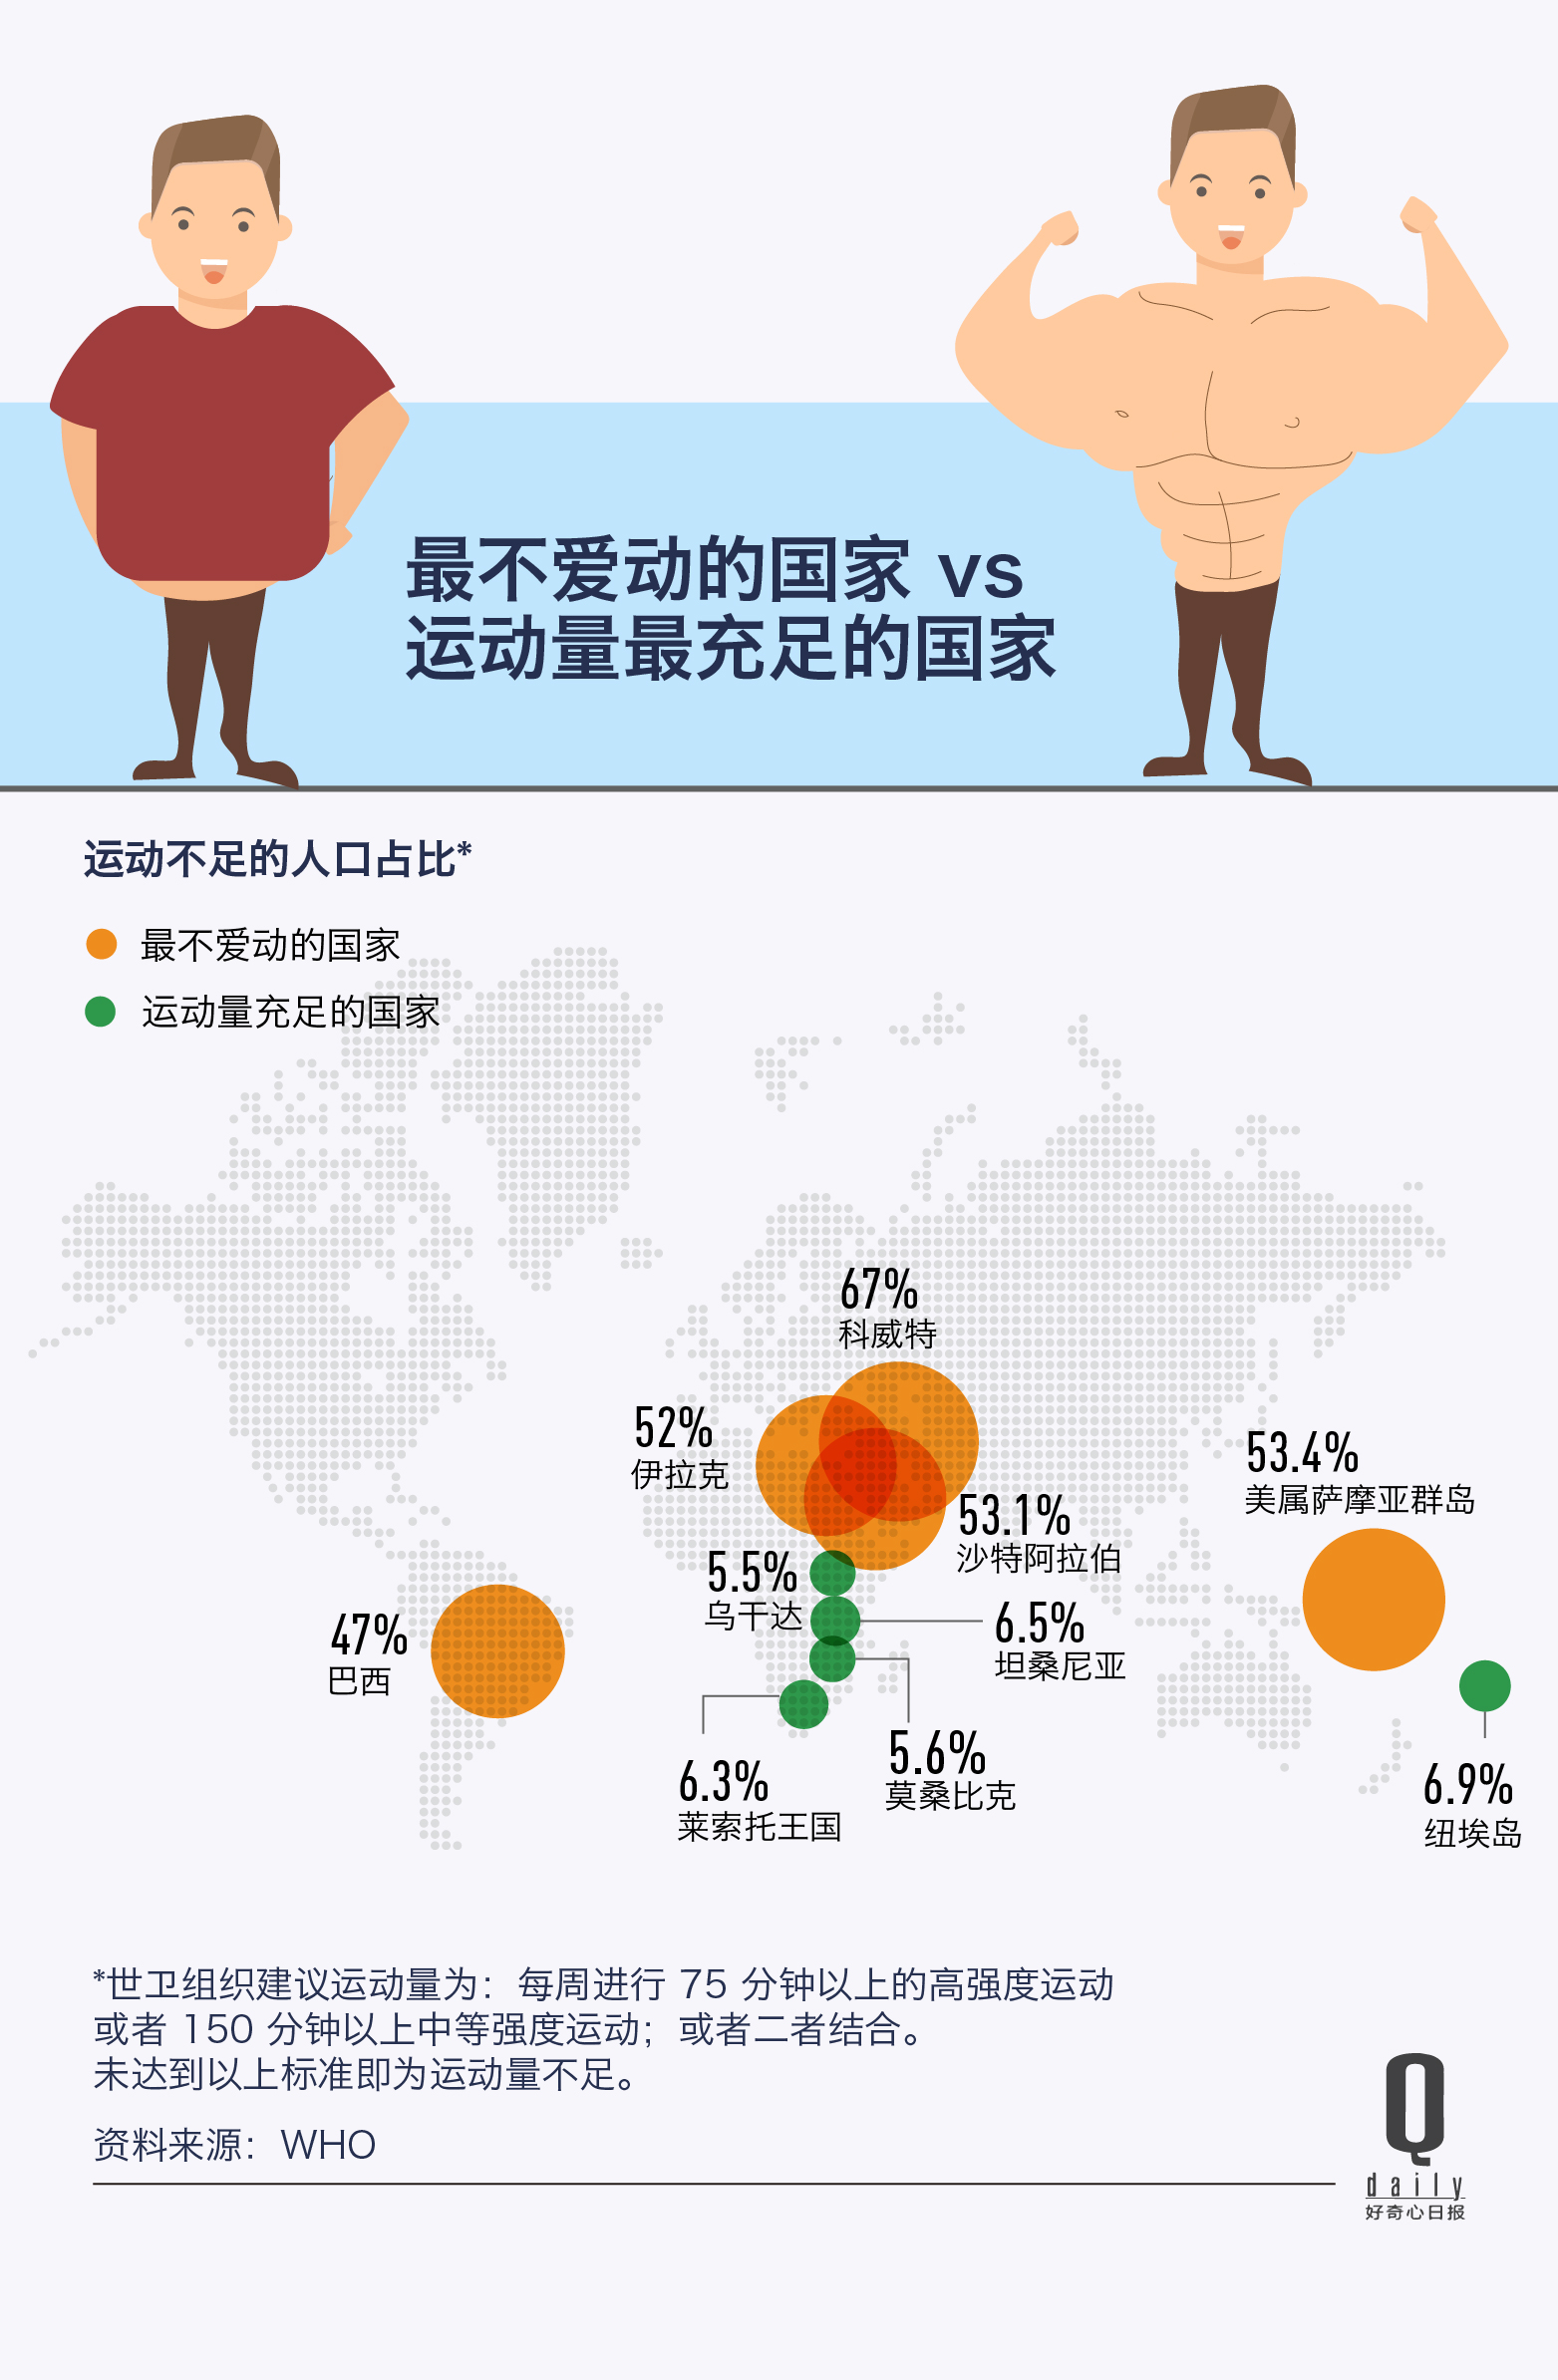 最不爱动的国家 vs
运动量最充足的国家
运动不足的人口占比*
最不爱动的国家
运动量充足的国家
67%
科威特
52%
伊拉克
53.4%
美属萨摩亚群岛
53.1%
沙特阿拉伯
5.5%
乌干达
6.5%
坦桑尼亚
47%
巴西
5.6%
莫桑比克
6.3%
莱索托王国
6.9%
纽埃岛
*世卫组织建议运动量为：每周进行 75 分钟以上的高强度运动
或者 150 分钟以上中等强度运动；或者二者结合。
未达到以上标准即为运动量不足。
资料来源：WHO
Q
daily
好奇心日报